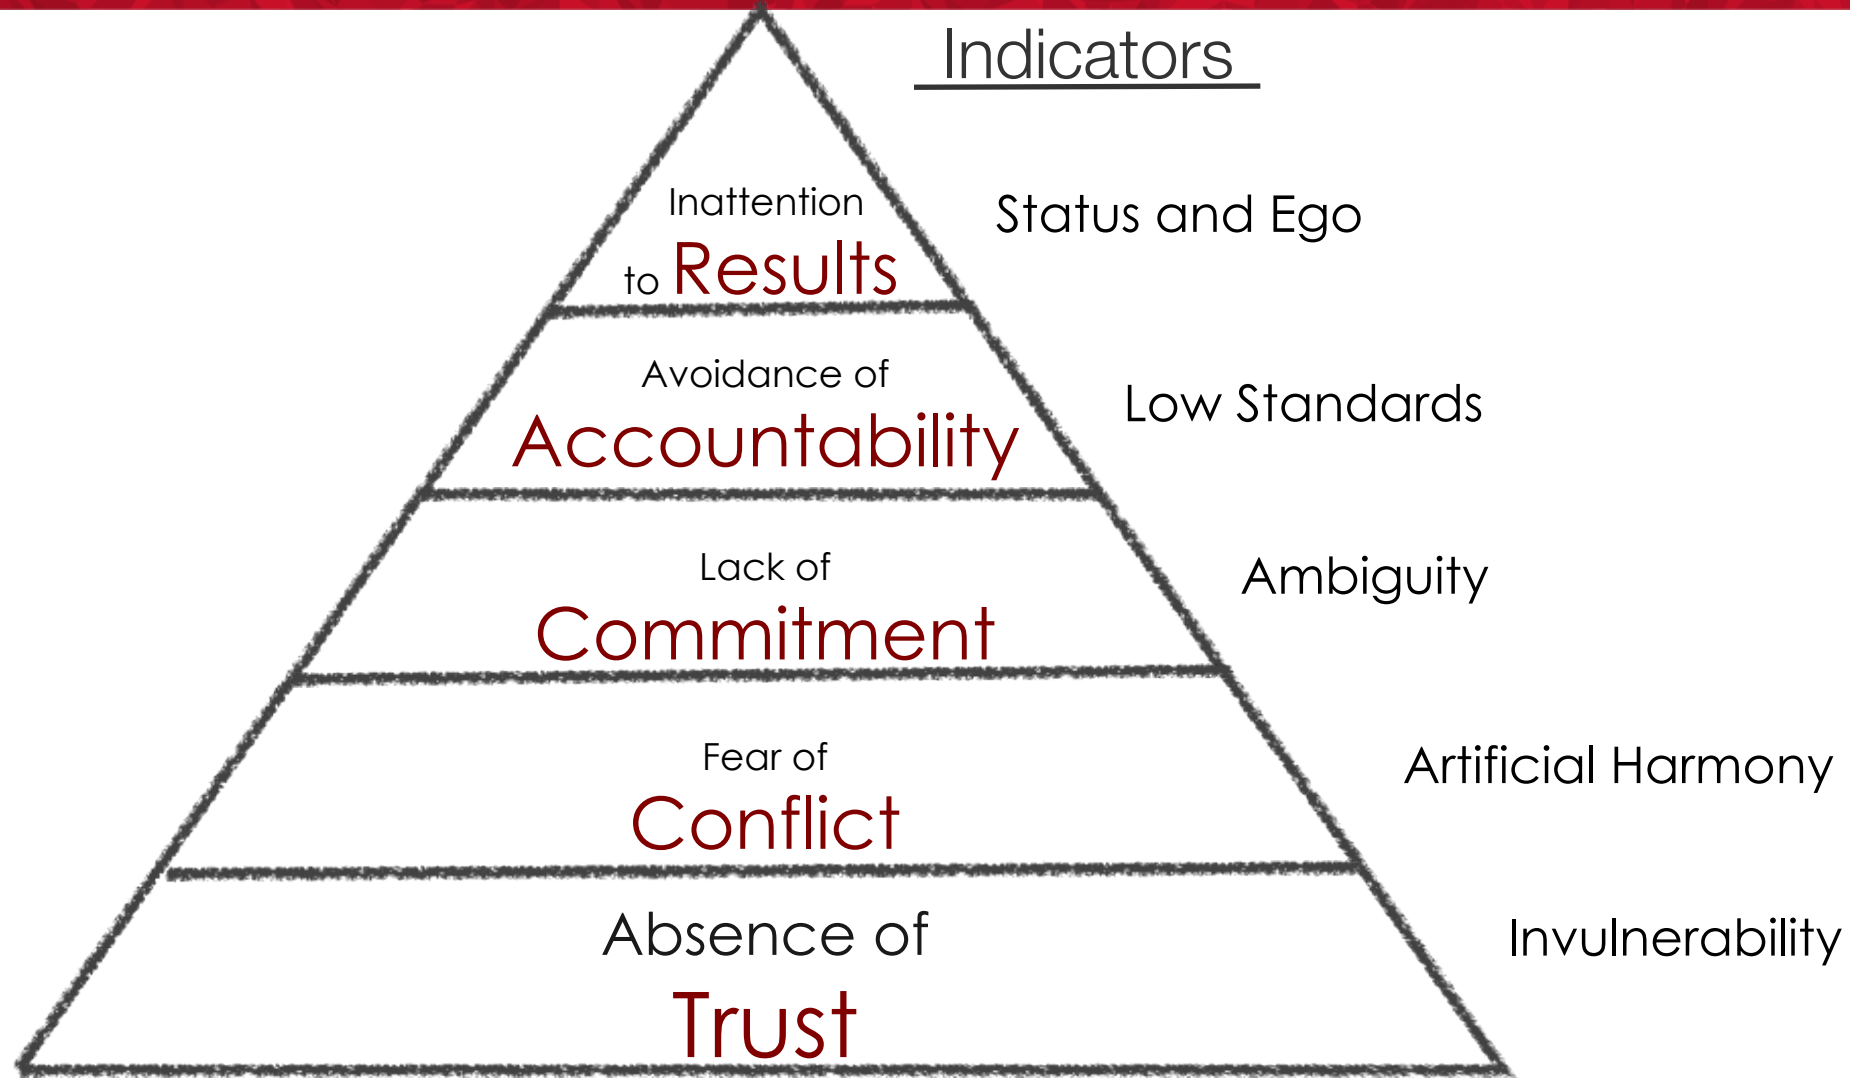 Indicators
Inattention
to Results
Status and Ego
Avoidance of
Accountability
Low Standards
Lack of
Commitment
Ambiguity
Fear of
Conflict
Artificial Harmony
Absence of
Trust
Invulnerability